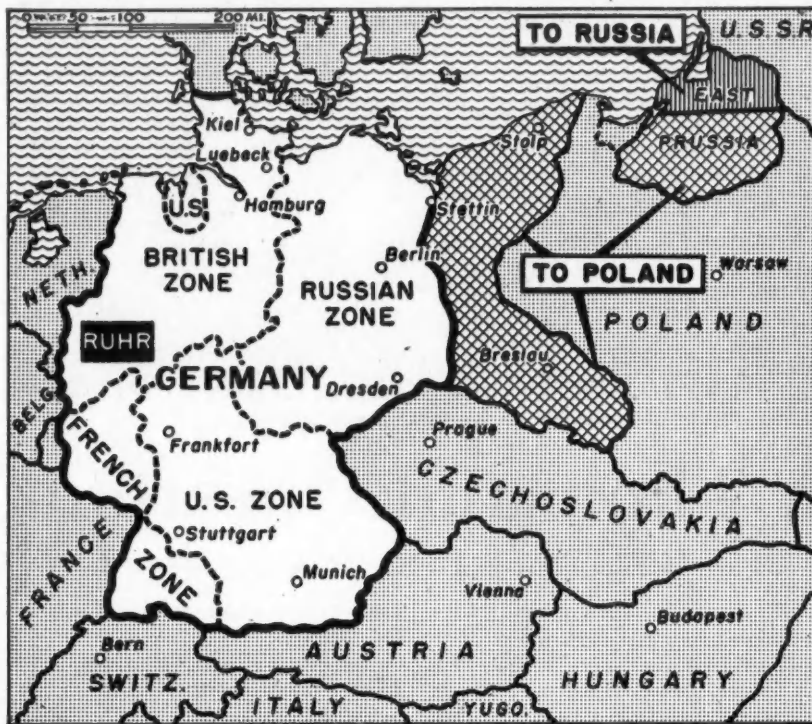 0 50 100 200 MI.
TO RUSSIA
U.S.S.R
EAST
PRUSSIA
Kiel
Luebeck
Stolp
U.S
Hamburg
Stettin
NETH.
BRITISH
ZONE
Berlin
RUSSIAN
ZONE
TO POLAND
Warsaw
POLAND
RUHR
GERMANY
Breslau
Dresden
BELG.
FRENCH
ZONE
Frankfort
Prague
CZECHOSLOVAKIA
U.S. ZONE
Stuttgart
FRANCE
Munich
Vienna
Budapest
Bern
AUSTRIA
SWITZ.
HUNGARY
ITALY
YUGO.